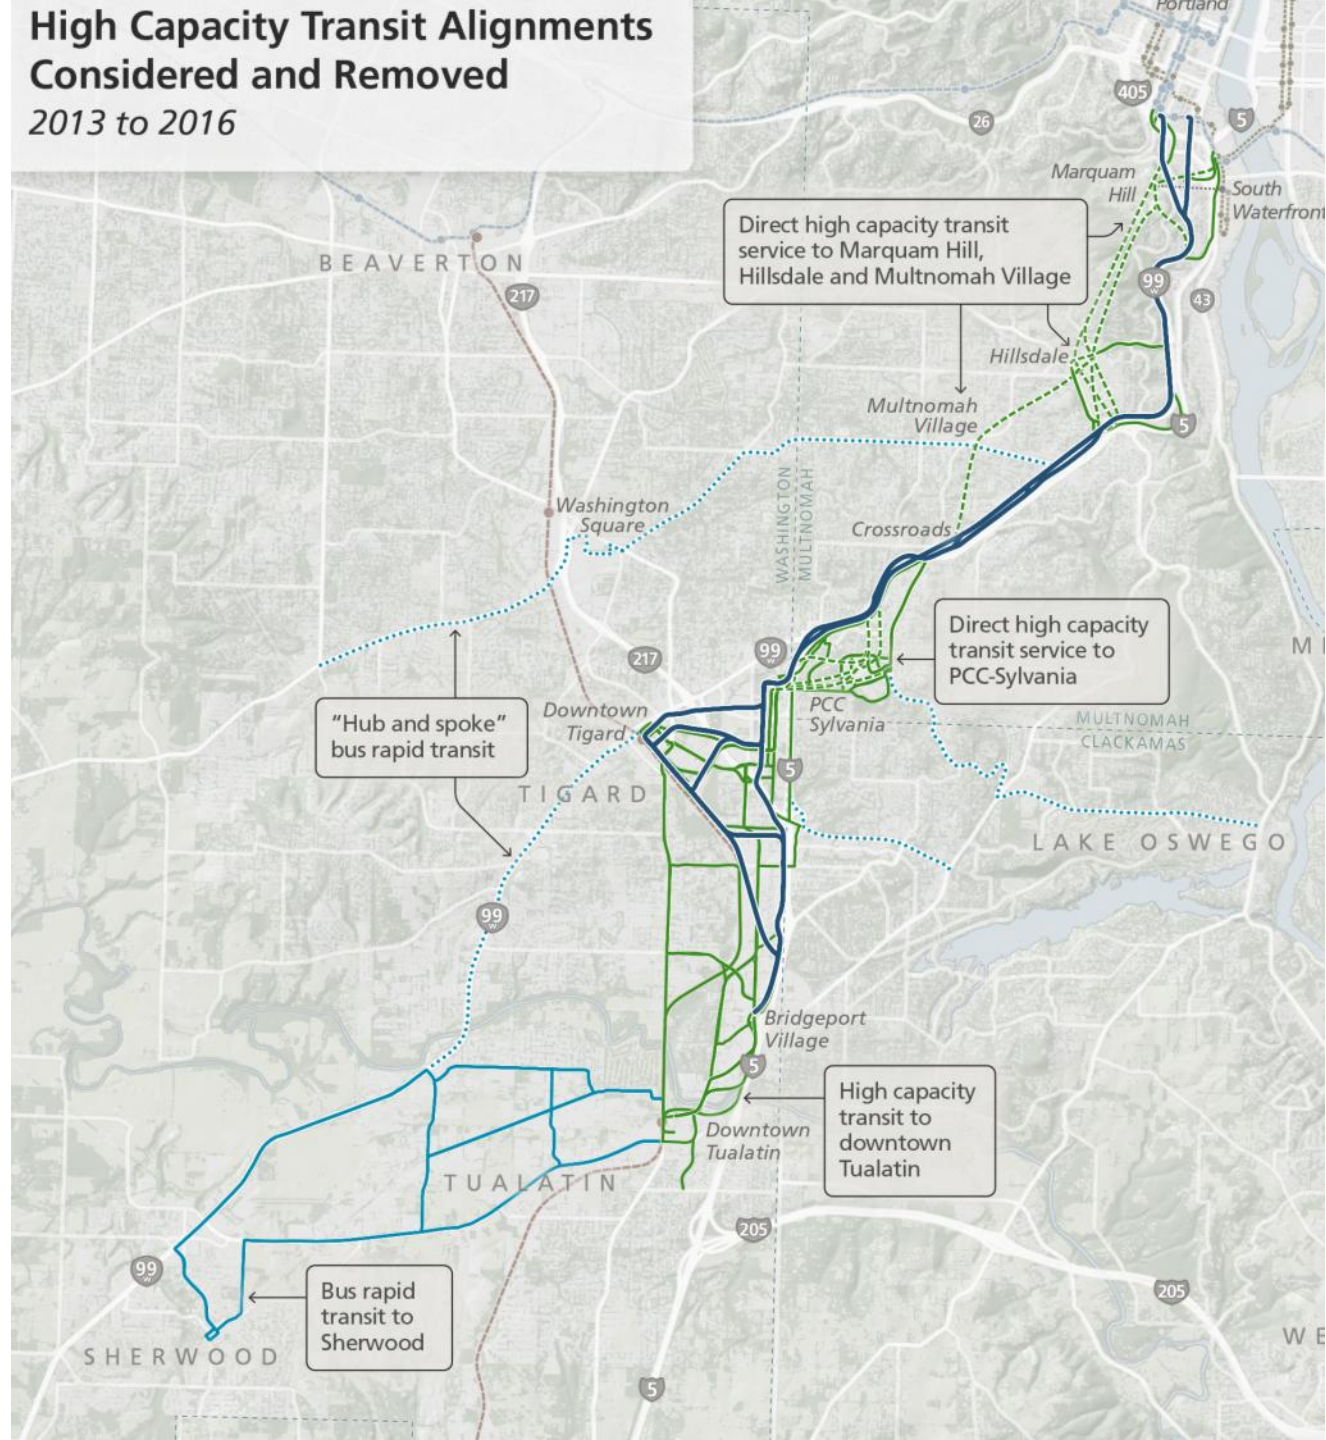 High Capacity Transit Alignments
Considered and Removed
2013 to 2016
Portland
405
5
26
Marquam
Hill
South
Waterfront
Direct high capacity transit
service to Marquam Hill,
Hillsdale and Multnomah Village
BEAVERTON
217
99
W
43
Hillsdale
Multnomah
Village
5
WASHINGTON
MULTNOMAH
Washington
Square
Crossroads
Direct high capacity
transit service to
PCC-Sylvania
217
99
W
M
"Hub and spoke"
bus rapid transit
Downtown
Tigard
PCC
Sylvania
MULTNOMAH
CLACKAMAS
5
TIGARD
LAKE OSWEGO
99
W
Bridgeport
Village
5
High capacity
transit to
downtown
Tualatin
Downtown
Tualatin
TUALATIN
205
99
W
205
Bus rapid
transit to
Sherwood
WE
SHERWOOD
5